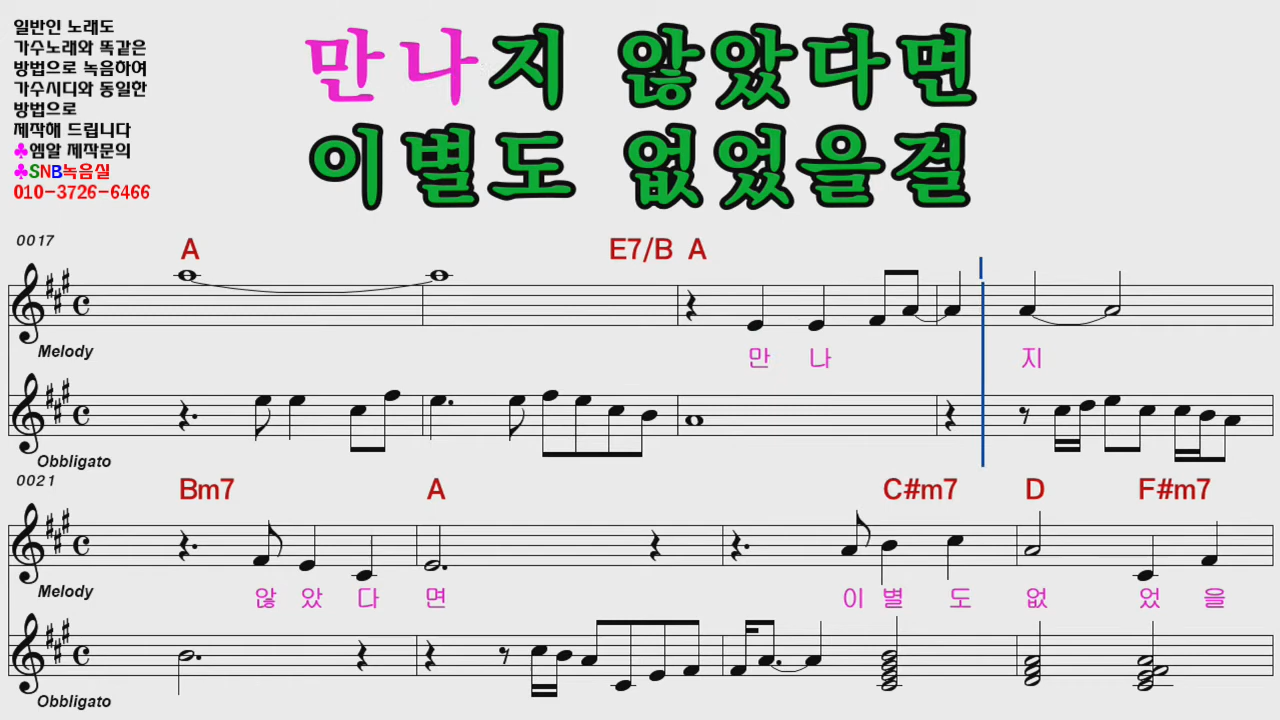 일반인 노래도
가수노래와 똑같은
방법으로 녹음하여
가수시디와 동일한
방법으로
제작해 드립니다
♣엠알 제작문의
♣SNB녹음실
010-3726-6466
만나지 않았다면
이별도 없었을걸
0017
A E7/B A
Melody
만 나 지
Obbligato
0021
Bm7 A C#m7 D F#m7
Melody
않 았 다 면 이 별 도 없 었 을
Obbligato